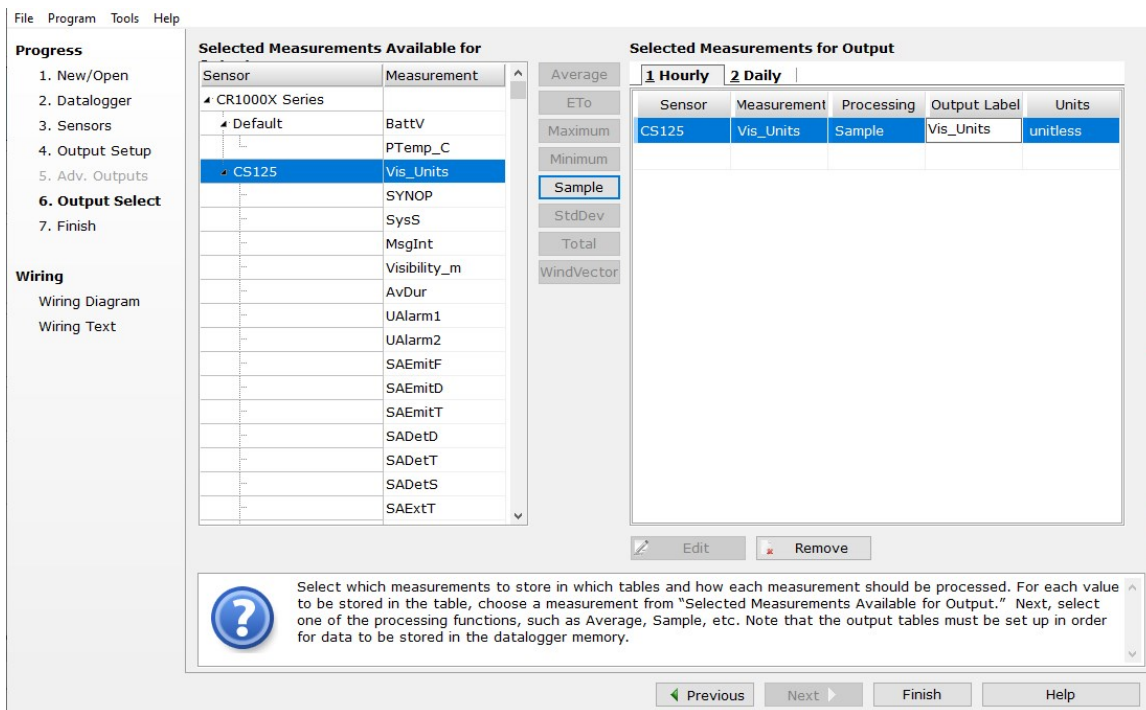 File Program Tools Help
Progress
1. New/Open
2. Datalogger
3. Sensors
4. Output Setup
5. Adv. Outputs
6. Output Select
7. Finish
Wiring
Wiring Diagram
Wiring Text
Selected Measurements Available for
Sensor Measurement
CR1000X Series
Default BattV
PTemp_C
CS125 Vis_Units
SYNOP
SysS
MsgInt
Visibility_m
AvDur
UAlarm1
UAlarm2
SAEmitF
SAEmitD
SAEmitT
SADetD
SADetT
SADetS
SAExtT
Average
ETo
Maximum
Minimum
Sample
StdDev
Total
WindVector
Selected Measurements for Output
1 Hourly 2 Daily
Sensor Measurement Processing Output Label Units
CS125 Vis_Units Sample Vis_Units unitless
Edit Remove
Select which measurements to store in which tables and how each measurement should be processed. For each value
to be stored in the table, choose a measurement from “Selected Measurements Available for Output.” Next, select
one of the processing functions, such as Average, Sample, etc. Note that the output tables must be set up in order
for data to be stored in the datalogger memory.
Previous Next Finish Help